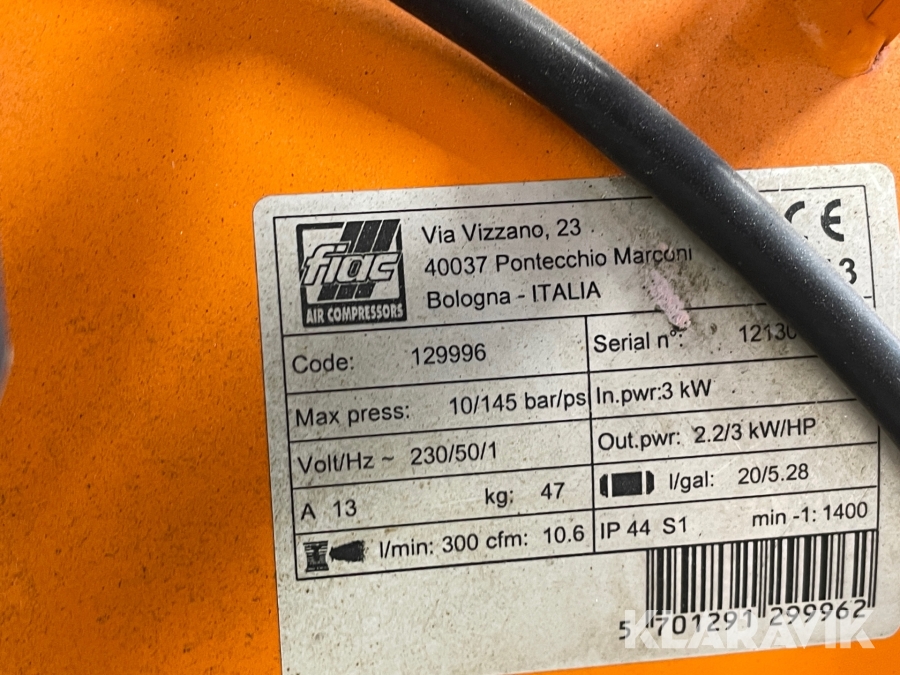 fiac
AIR COMPRESSORS
Via Vizzano, 23
40037 Pontecchio Marconi
Bologna - ITALIA
CE
3
Code: 129996
Serial n°: 12130
Max press: 10/145 bar/ps
In.pwr:3 kW
Volt/Hz ~ 230/50/1
Out.pwr: 2.2/3 kW/HP
A 13 kg: 47
l/gal: 20/5.28
l/min: 300 cfm: 10.6
IP 44 S1 min -1: 1400
5 701291 299962
KLARAVIK